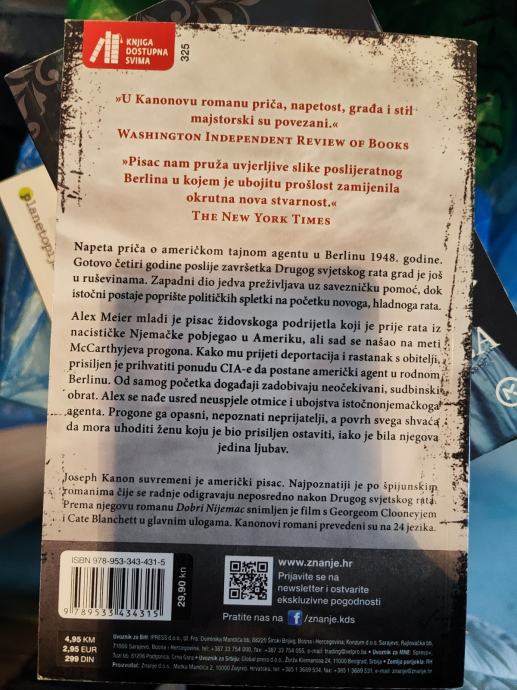 KNJIGA
DOSTUPNA
SVIMA
325
»U Kanonovu romanu priča, napetost, građa i stil
majstorski su povezani.«
WASHINGTON INDEPENDENT REVIEW OF BOOKS
»Pisac nam pruža uvjerljive slike poslijeratnog
Berlina u kojem je ubojitu prošlost zamijenila
okrutna nova stvarnost.«
THE NEW YORK TIMES
planetopij
Napeta priča o američkom tajnom agentu u Berlinu 1948. godine.
Gotovo četiri godine poslije završetka Drugog svjetskog rata grad je još
u ruševinama. Zapadni dio jedva preživljava uz savezničku pomoć, dok
istočni postaje poprište političkih spletki na početku novoga, hladnoga rata.
Alex Meier mladi je pisac židovskoga podrijetla koji je prije rata iz
nacističke Njemačke pobjegao u Ameriku, ali sad se našao na meti
McCarthyjeva progona. Kako mu prijeti deportacija i rastanak s obitelji,
prisiljen je prihvatiti ponudu CIA-e da postane američki agent u rodnom
Berlinu. Od samog početka događaji zadobivaju neočekivani, sudbinski
obrat. Alex se nađe usred neuspjele otmice i ubojstva istočnonjemačkoga
agenta. Progone ga opasni, nepoznati neprijatelji, a povrh svega shvaća
da mora uhoditi ženu koju je bio prisiljen ostaviti, iako je bila njegova
jedina ljubav.
Joseph Kanon suvremeni je američki pisac. Najpoznatiji je po špijunskim
romanima čije se radnje odigravaju neposredno nakon Drugog svjetskog rata.
Prema njegovu romanu Dobri Nijemac snimljen je film s Georgeom Clooneyjem
i Cate Blanchett u glavnim ulogama. Kanonovi romani prevedeni su na 24 jezika.
ISBN 978-953-343-431-5
9 789533 434315
29,90 kn
www.znanje.hr
Prijavite se na
newsletter i ostvarite
ekskluzivne pogodnosti
Pratite nas na f /znanje.kds
4,95 KM
2,95 EUR
299 DIN